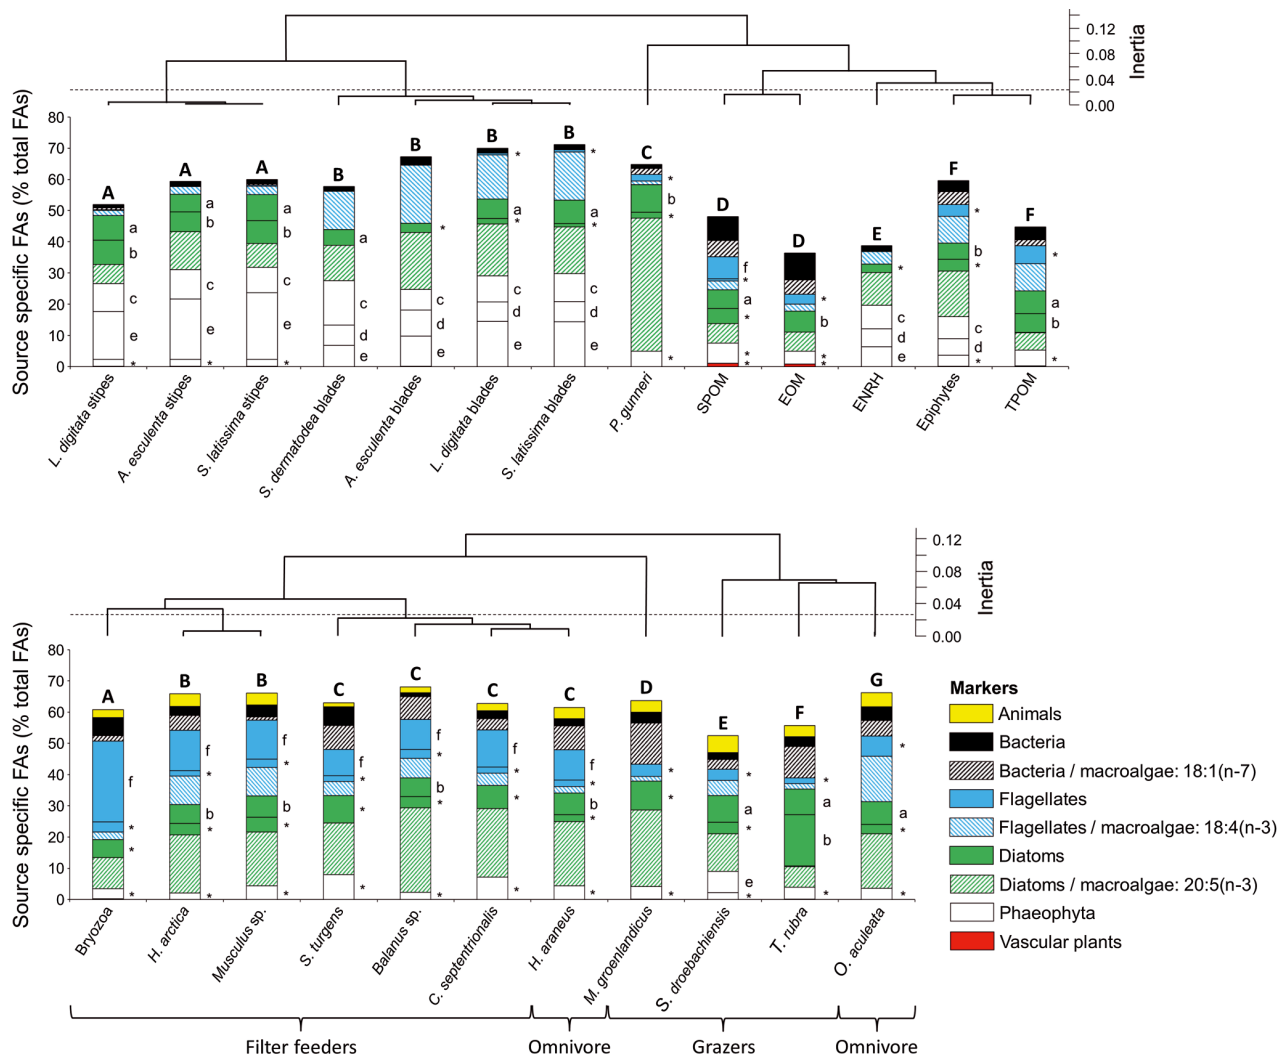 0.12
0.08
0.04
0.00
Inertia
Source specific FAs (% total FAs)
80
70
60
50
40
30
20
10
0
A A A B B B B C D D E F F
a b c e *
a b c e *
a b c e *
a c d e
* c d e
* a * c d e
* a * c d e
* b * *
f * a * * *
* b * *
* c d e
* b * c d *
* a b *
L. digitata stipes
A. esculenta stipes
S. latissima stipes
S. dermatodea blades
A. esculenta blades
L. digitata blades
S. latissima blades
P. gunneri
SPOM
EOM
ENRH
Epiphytes
TPOM
0.12
0.08
0.04
0.00
Inertia
Source specific FAs (% total FAs)
80
70
60
50
40
30
20
10
0
A B B C C C C D E F G
f * * *
f * b * *
f * b * *
f * * *
f * b * *
f * * *
f * b * *
* * *
* a * e *
* a b *
* a * *
Bryozoa
H. arctica
Musculus sp.
S. turgens
Balanus sp.
C. septentrionalis
H. araneus
M. groenlandicus
S. droebachiensis
T. rubra
O. aculeata
Filter feeders
Omnivore
Grazers
Omnivore
Markers
Animals
Bacteria
Bacteria / macroalgae: 18:1(n-7)
Flagellates
Flagellates / macroalgae: 18:4(n-3)
Diatoms
Diatoms / macroalgae: 20:5(n-3)
Phaeophyta
Vascular plants